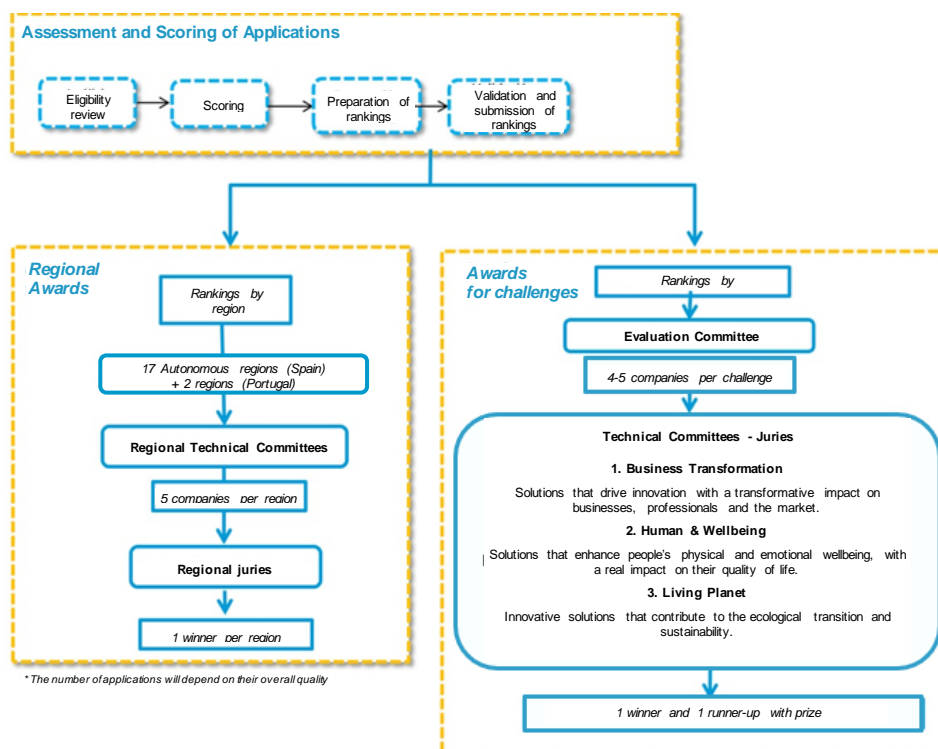 Assessment and Scoring of Applications
Eligibility
review
Scoring
Preparation of
rankings
Validation and
submission of
rankings
Regional
Awards
Rankings by
region
17 Autonomous regions (Spain)
+ 2 regions (Portugal)
Regional Technical Committees
5 companies per region
Regional juries
1 winner per region
* The number of applications will depend on their overall quality
Awards
for challenges
Rankings by
Evaluation Committee
4-5 companies per challenge
Technical Committees - Juries
1. Business Transformation
Solutions that drive innovation with a transformative impact on
businesses, professionals and the market.
2. Human & Wellbeing
Solutions that enhance people's physical and emotional wellbeing, with
a real impact on their quality of life.
3. Living Planet
Innovative solutions that contribute to the ecological transition and
sustainability.
1 winner and 1 runner-up with prize